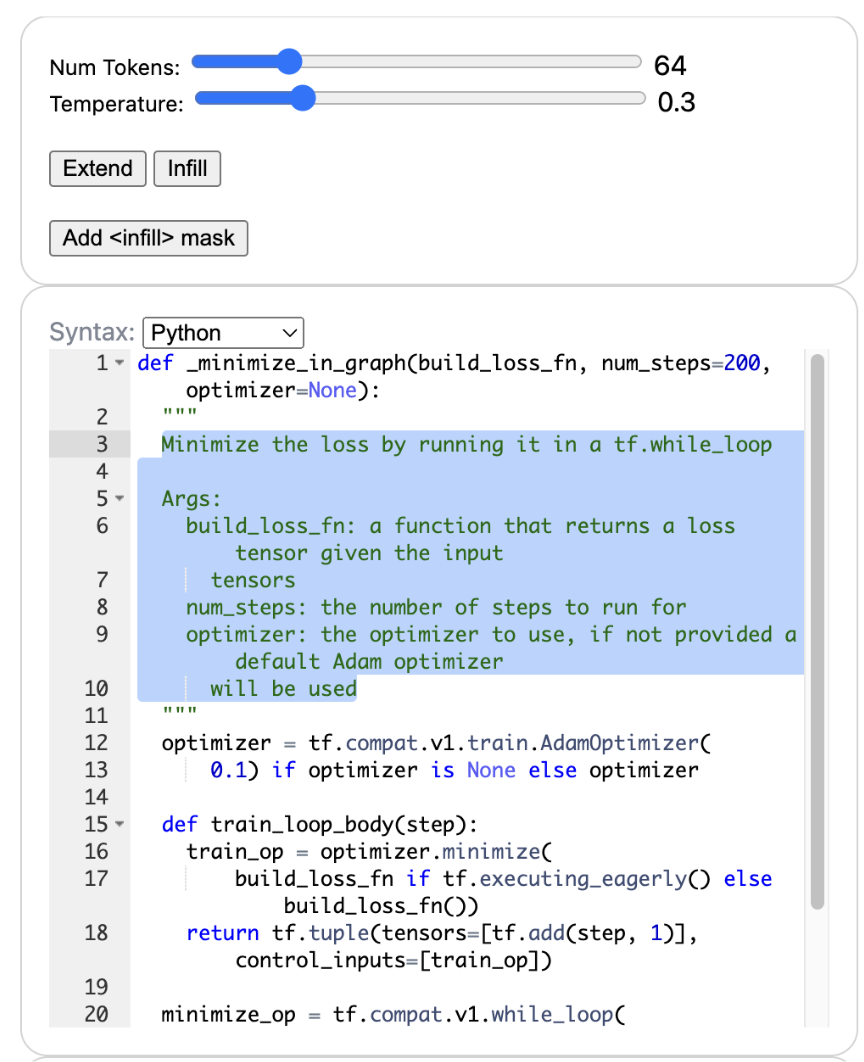 Num Tokens: 64
Temperature: 0.3
Extend Infill
Add <infill> mask
Syntax: Python
1 def _minimize_in_graph(build_loss_fn, num_steps=200,
optimizer=None):
2 """
3 Minimize the loss by running it in a tf.while_loop
4
5 Args:
6 build_loss_fn: a function that returns a loss
tensor given the input
7 tensors
8 num_steps: the number of steps to run for
9 optimizer: the optimizer to use, if not provided a
default Adam optimizer
10 will be used
11 """
12 optimizer = tf.compat.v1.train.AdamOptimizer(
13 0.1) if optimizer is None else optimizer
14
15 def train_loop_body(step):
16 train_op = optimizer.minimize(
17 build_loss_fn if tf.executing_eagerly() else
build_loss_fn())
18 return tf.tuple(tensors=[tf.add(step, 1)],
control_inputs=[train_op])
19
20 minimize_op = tf.compat.v1.while_loop(